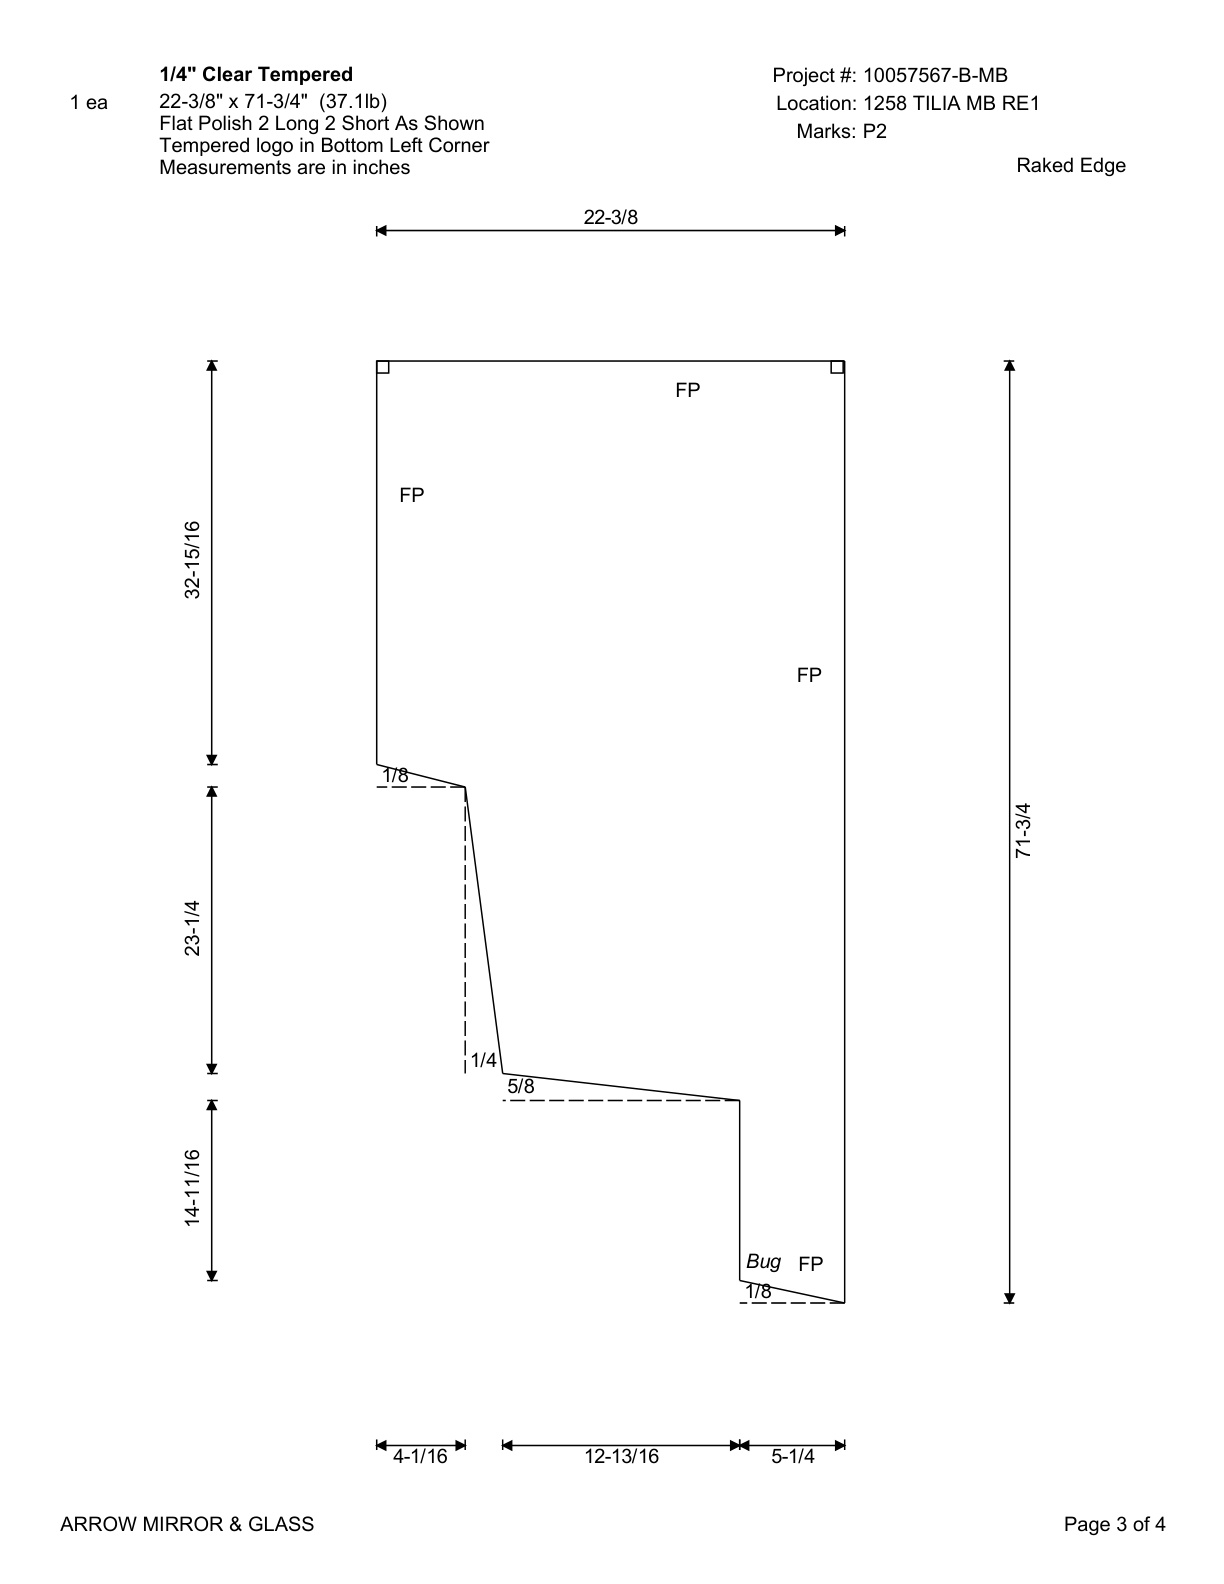 1/4" Clear Tempered
1 ea
22-3/8" x 71-3/4" (37.1lb)
Flat Polish 2 Long 2 Short As Shown
Tempered logo in Bottom Left Corner
Measurements are in inches
Project #: 10057567-B-MB
Location: 1258 TILIA MB RE1
Marks: P2
Raked Edge
22-3/8
FP
FP
32-15/16
FP
1/8
71-3/4
23-1/4
1/4
5/8
14-11/16
Bug FP
1/8
4-1/16
12-13/16
5-1/4
ARROW MIRROR & GLASS
Page 3 of 4